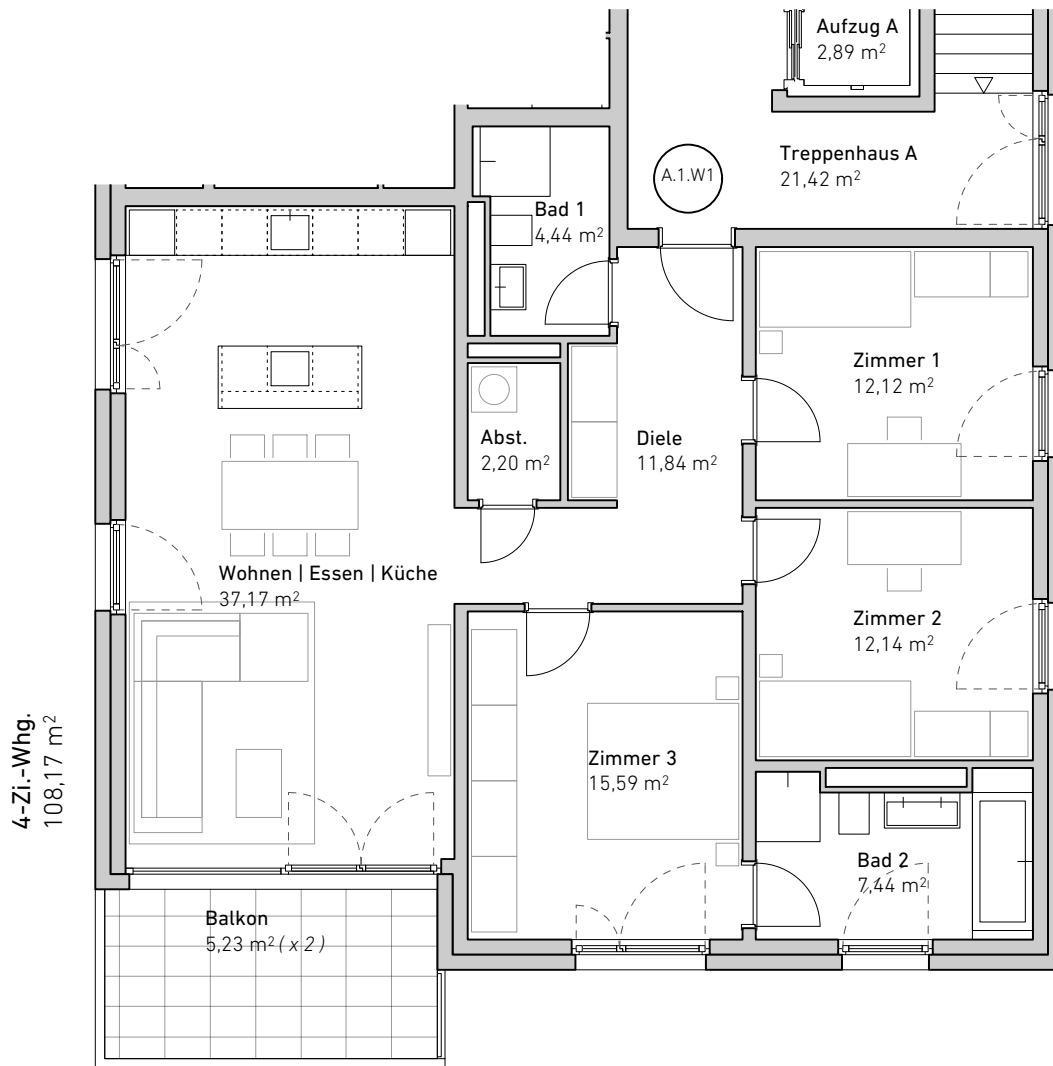 Aufzug A
2,89 m²
Treppenhaus A
21,42 m²
A.1.W1
Bad 1
4,44 m²
Zimmer 1
12,12 m²
Abst.
2,20 m²
Diele
11,84 m²
Wohnen | Essen | Küche
37,17 m²
Zimmer 2
12,14 m²
4-Zi.-Whg.
108,17 m²
Zimmer 3
15,59 m²
Bad 2
7,44 m²
Balkon
5,23 m² ( x 2 )